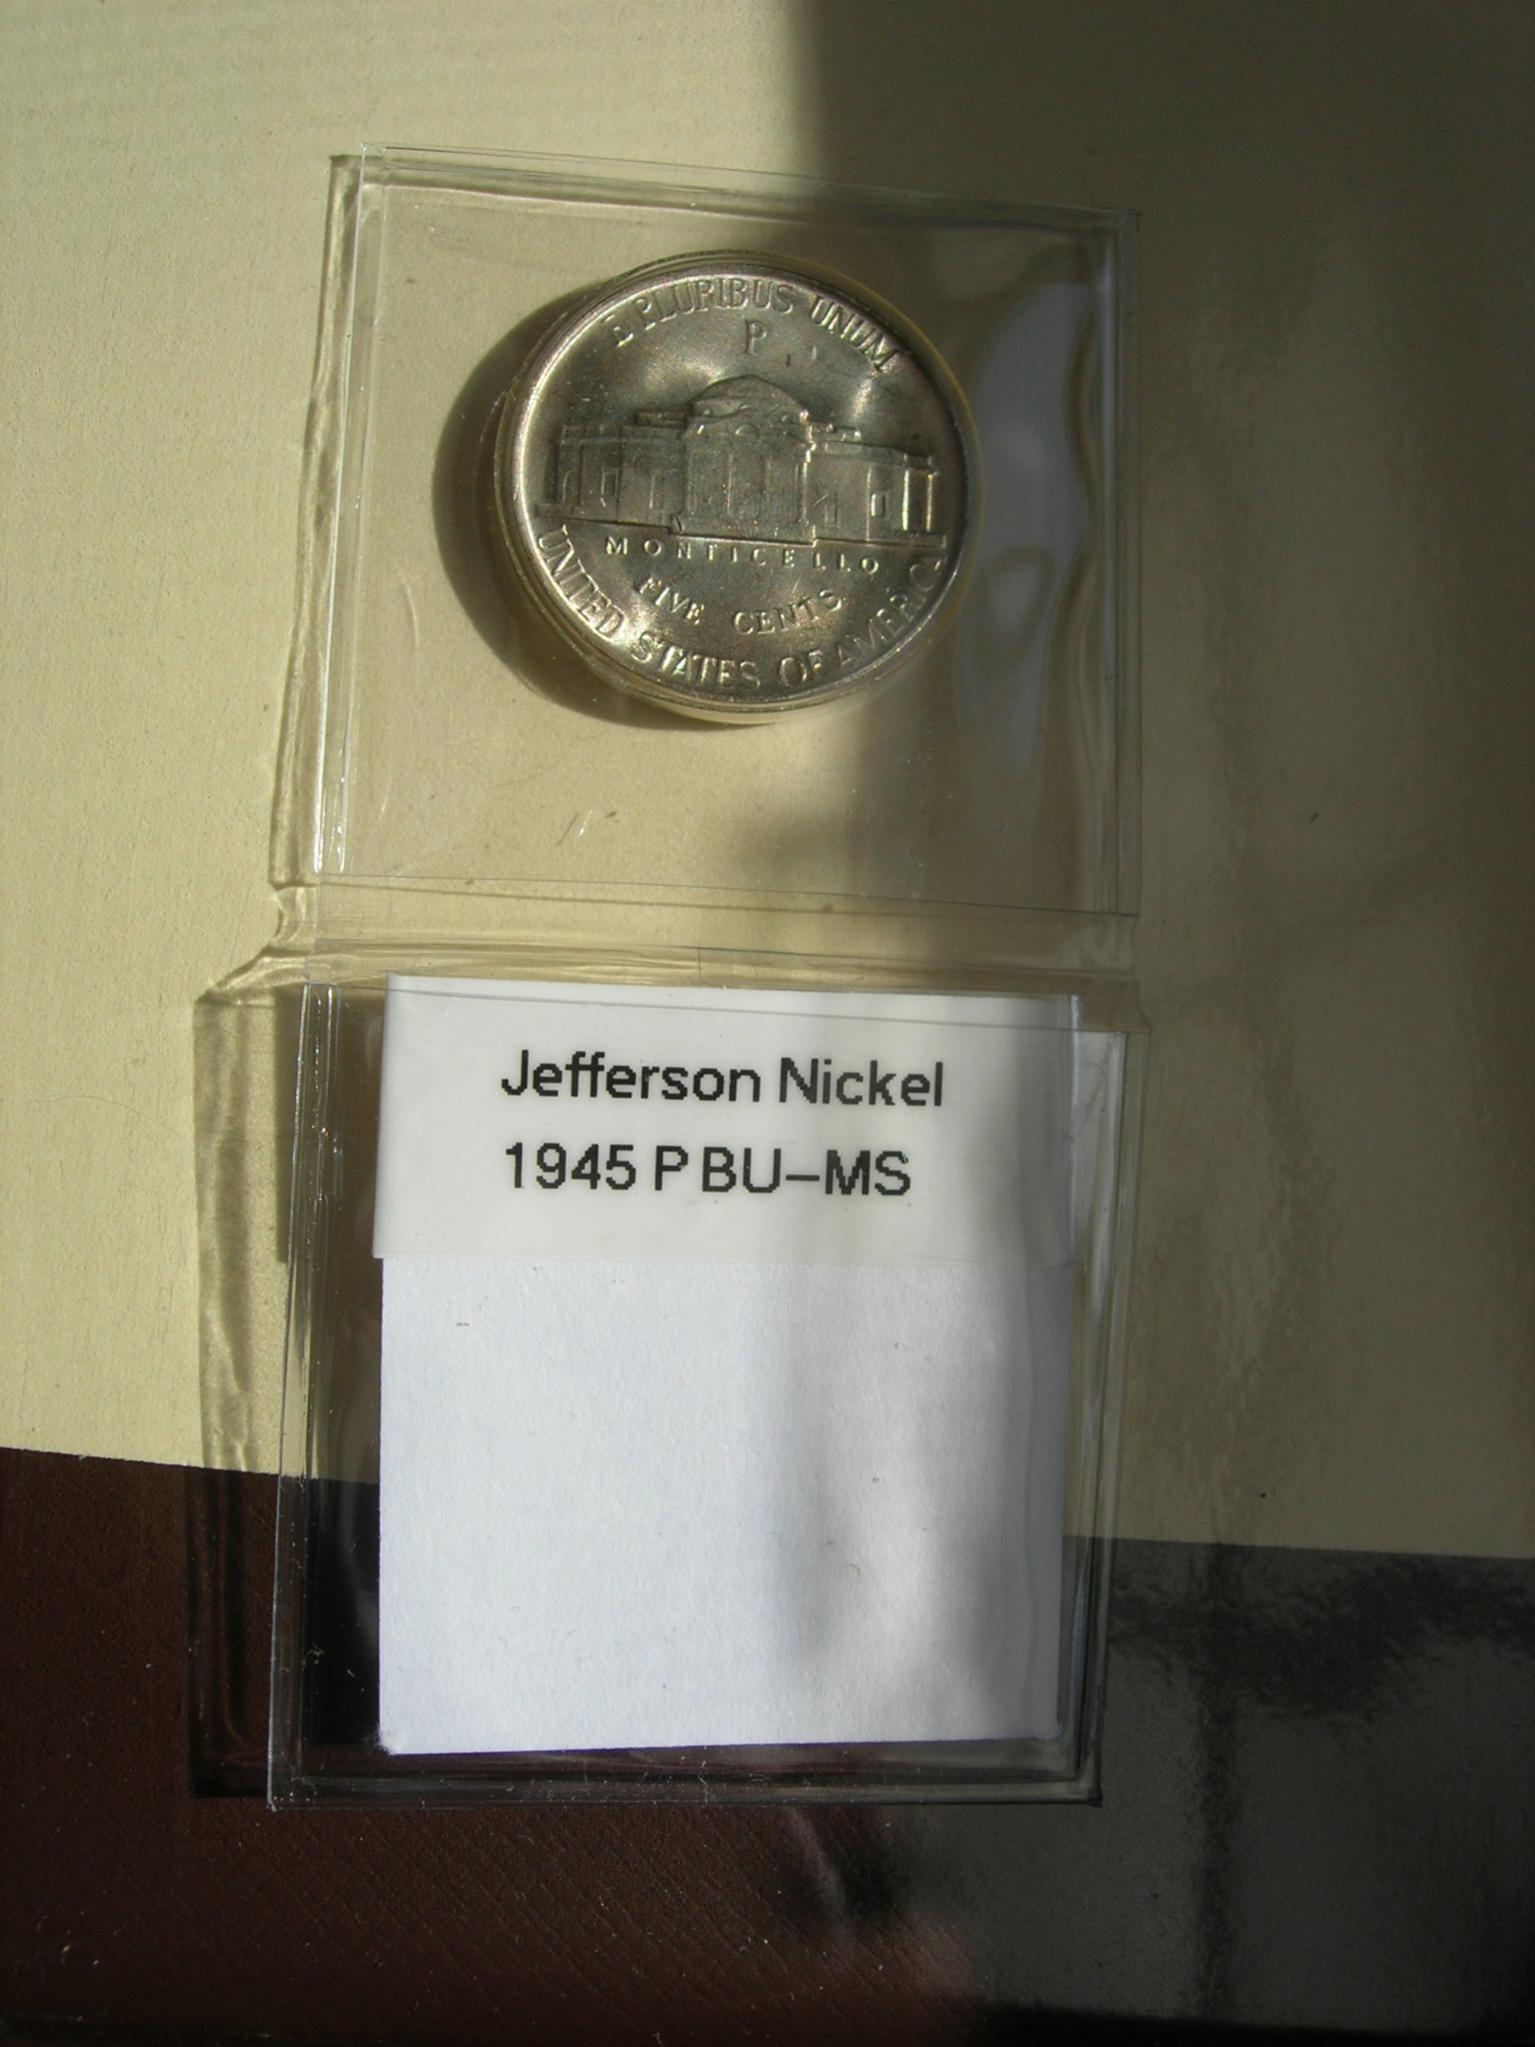 E PLURIBUS UNUM
P
MONTICELLO
FIVE CENTS
UNITED STATES OF AMERICA
Jefferson Nickel
1945 P BU–MS